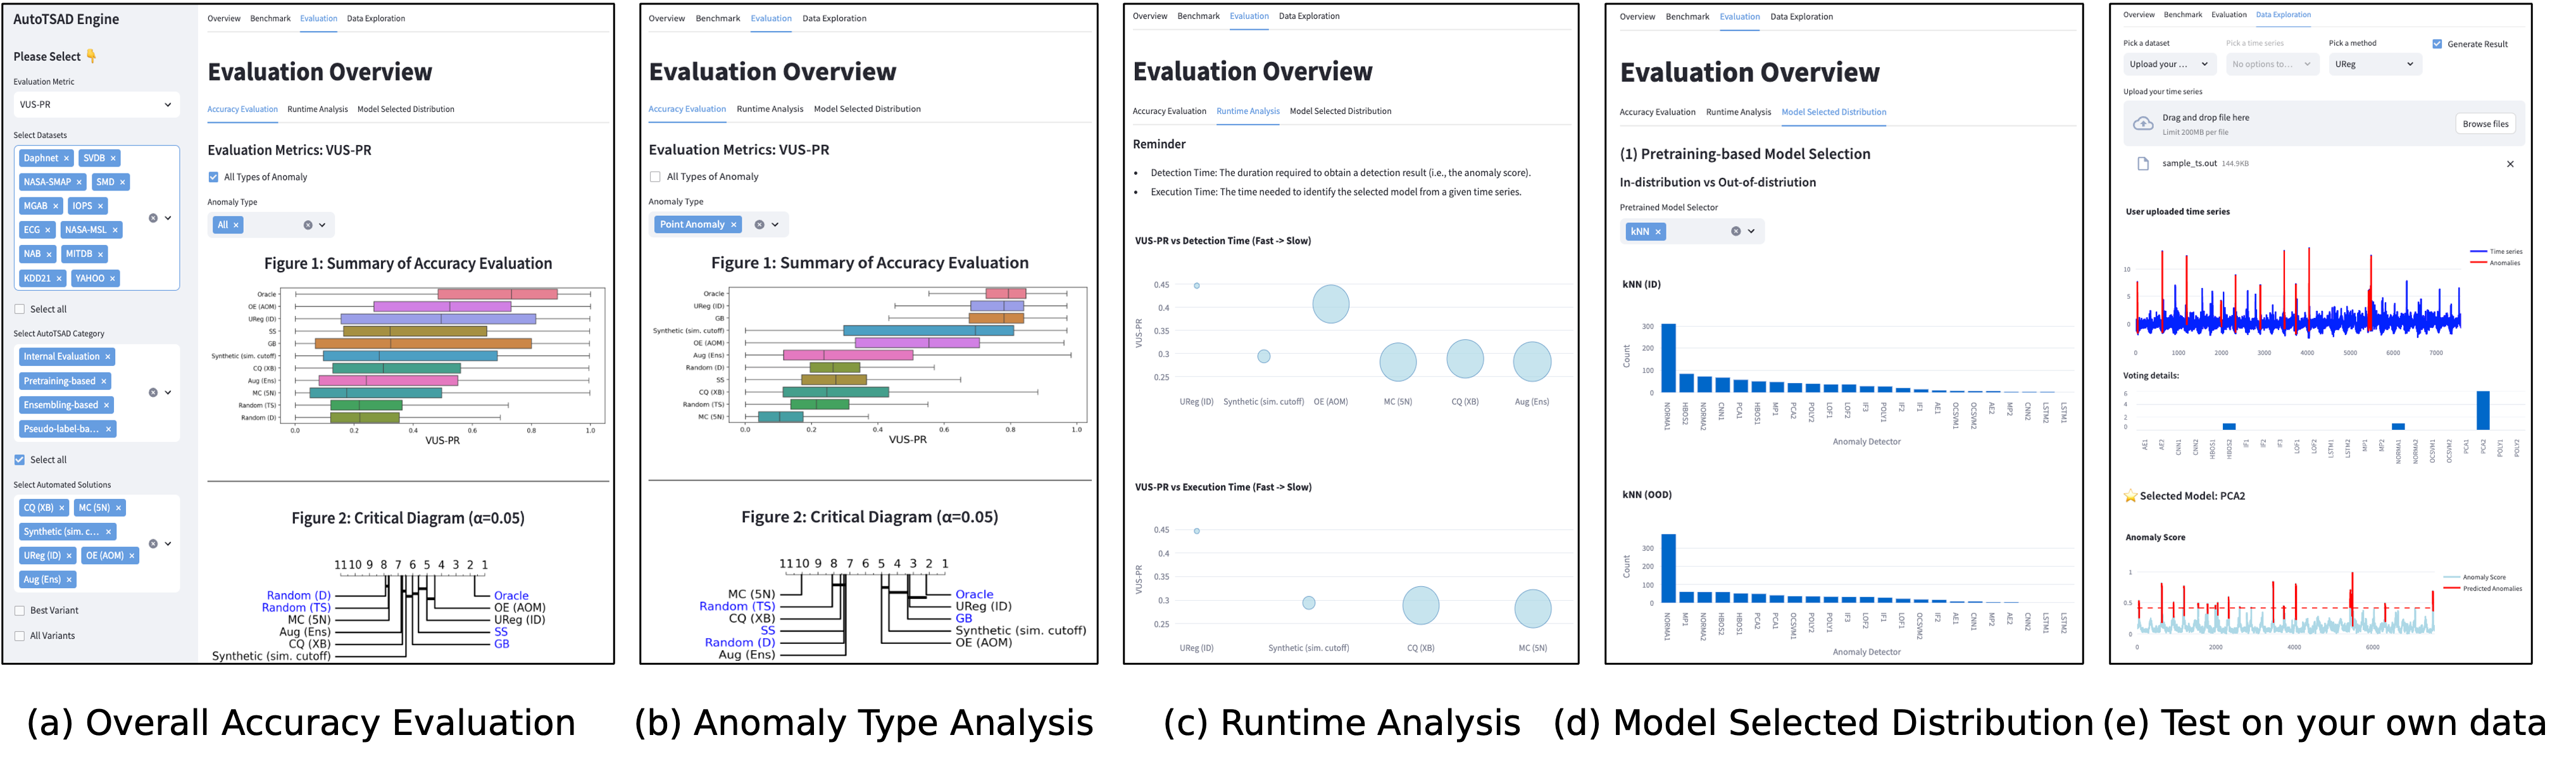 AutoTSAD Engine
Please Select 👇
Evaluation Metric
VUS-PR
Select Datasets
Daphnet × SVDB ×
NASA-SMAP × SMD ×
MGAB × IOPS ×
ECG × NASA-MSL ×
NAB × MITDB ×
KDD21 × YAHOO ×
Select all
Select AutoTSAD Category
Internal Evaluation ×
Pretraining-based ×
Ensembling-based ×
Pseudo-label-ba... ×
Select all
Select Automated Solutions
CQ (XB) × MC (5N) ×
Synthetic (sim. c... ×
UReg (ID) × OE (AOM) ×
Aug (Ens) ×
Best Variant
All Variants
Overview Benchmark Evaluation Data Exploration
Evaluation Overview
Accuracy Evaluation Runtime Analysis Model Selected Distribution
Evaluation Metrics: VUS-PR
All Types of Anomaly
Anomaly Type
All ×
Figure 1: Summary of Accuracy Evaluation
Oracle
OE (AOM)
UReg (ID)
SS
GB
Synthetic (sim. cutoff)
CQ (XB)
Aug (Ens)
MC (5N)
Random (TS)
Random (D)
0.0 0.2 0.4 0.6 0.8 1.0
VUS-PR
Figure 2: Critical Diagram (α=0.05)
11 10 9 8 7 6 5 4 3 2 1
Random (D) Oracle
Random (TS) OE (AOM)
MC (5N) UReg (ID)
Aug (Ens) SS
CQ (XB) GB
Synthetic (sim. cutoff)
(a) Overall Accuracy Evaluation
Overview Benchmark Evaluation Data Exploration
Evaluation Overview
Accuracy Evaluation Runtime Analysis Model Selected Distribution
Evaluation Metrics: VUS-PR
All Types of Anomaly
Anomaly Type
Point Anomaly ×
Figure 1: Summary of Accuracy Evaluation
Oracle
UReg (ID)
GB
Synthetic (sim. cutoff)
OE (AOM)
Aug (Ens)
Random (D)
SS
CQ (XB)
Random (TS)
MC (5N)
0.0 0.2 0.4 0.6 0.8 1.0
VUS-PR
Figure 2: Critical Diagram (α=0.05)
11 10 9 8 7 6 5 4 3 2 1
MC (5N) Oracle
Random (TS) UReg (ID)
CQ (XB) GB
SS Synthetic (sim. cutoff)
Random (D) OE (AOM)
Aug (Ens)
(b) Anomaly Type Analysis
Overview Benchmark Evaluation Data Exploration
Evaluation Overview
Accuracy Evaluation Runtime Analysis Model Selected Distribution
Reminder
• Detection Time: The duration required to obtain a detection result (i.e., the anomaly score).
• Execution Time: The time needed to identify the selected model from a given time series.
VUS-PR vs Detection Time (Fast -> Slow)
VUS-PR
0.45
0.4
0.35
0.3
0.25
UReg (ID) Synthetic (sim. cutoff) OE (AOM) MC (5N) CQ (XB) Aug (Ens)
VUS-PR vs Execution Time (Fast -> Slow)
VUS-PR
0.45
0.4
0.35
0.3
0.25
UReg (ID) Synthetic (sim. cutoff) CQ (XB) MC (5N)
(c) Runtime Analysis
Overview Benchmark Evaluation Data Exploration
Evaluation Overview
Accuracy Evaluation Runtime Analysis Model Selected Distribution
(1) Pretraining-based Model Selection
In-distribution vs Out-of-distriution
Pretrained Model Selector
kNN ×
kNN (ID)
Count
300
200
100
0
NORMA1 HBOS2 NORMA2 CNN1 PCA1 HBOS1 MP1 PCA2 POLY2 LOF1 LOF2 IF3 POLY1 IF2 IF1 AE1 OCSVM1 OCSVM2 AE2 MP2 CNN2 LSTM2 LSTM1
Anomaly Detector
kNN (OOD)
Count
300
200
100
0
NORMA1 MP1 NORMA2 HBOS2 HBOS1 PCA2 PCA1 OCSVM1 POLY2 POLY1 IF3 LOF2 IF1 LOF1 OCSVM2 IF2 AE1 CNN1 MP2 AE2 CNN2 LSTM2 LSTM1
Anomaly Detector
(d) Model Selected Distribution
Overview Benchmark Evaluation Data Exploration
Pick a dataset Pick a time series Pick a method Generate Result
Upload your ... No options to... UReg
Upload your time series
Drag and drop file here
Limit 200MB per file
Browse files
sample_ts.out 144.9KB ×
User uploaded time series
Time series
Anomalies
10
5
0
0 1000 2000 3000 4000 5000 6000 7000
Voting details:
6
4
2
0
AE1 AE2 CNN1 CNN2 HBOS1 HBOS2 IF1 IF2 IF3 LOF1 LOF2 LSTM1 LSTM2 MP1 MP2 NORMA1 NORMA2 OCSVM1 OCSVM2 PCA1 PCA2 POLY1 POLY2
⭐ Selected Model: PCA2
Anomaly Score
Anomaly Score
Predicted Anomalies
1
0.5
0
0 2000 4000 6000
(e) Test on your own data